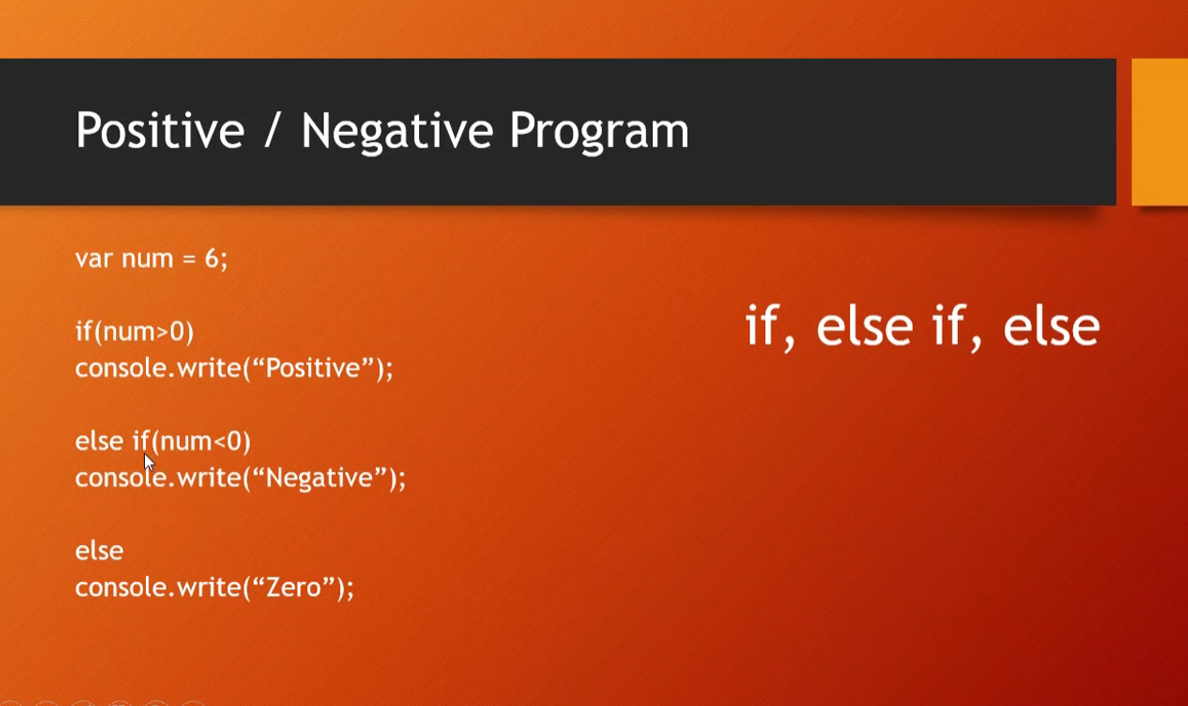 Positive / Negative Program
var num = 6;
if(num>0)
console.write(“Positive”);
else if(num<0)
console.write(“Negative”);
else
console.write(“Zero”);
if, else if, else